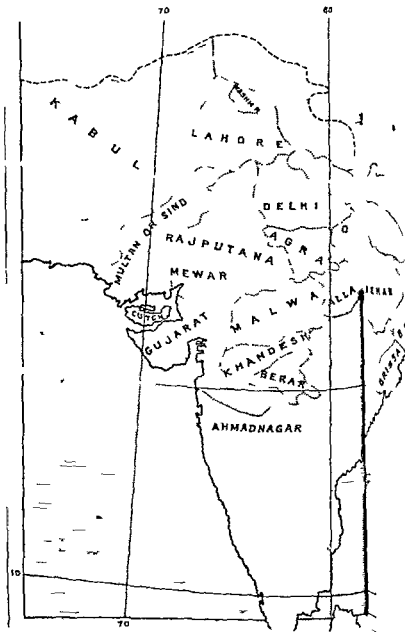 70
80
KABUL
KASHMIR
LAHORE
DELHI
MULTAN OR SIND
RAJPUTANA
AGRA
O
MEWAR
MALWA
ALLA
BEHAR
CUTCH
GUJARAT
KHANDESH
BERAR
ORISSA
AHMADNAGAR
10
70